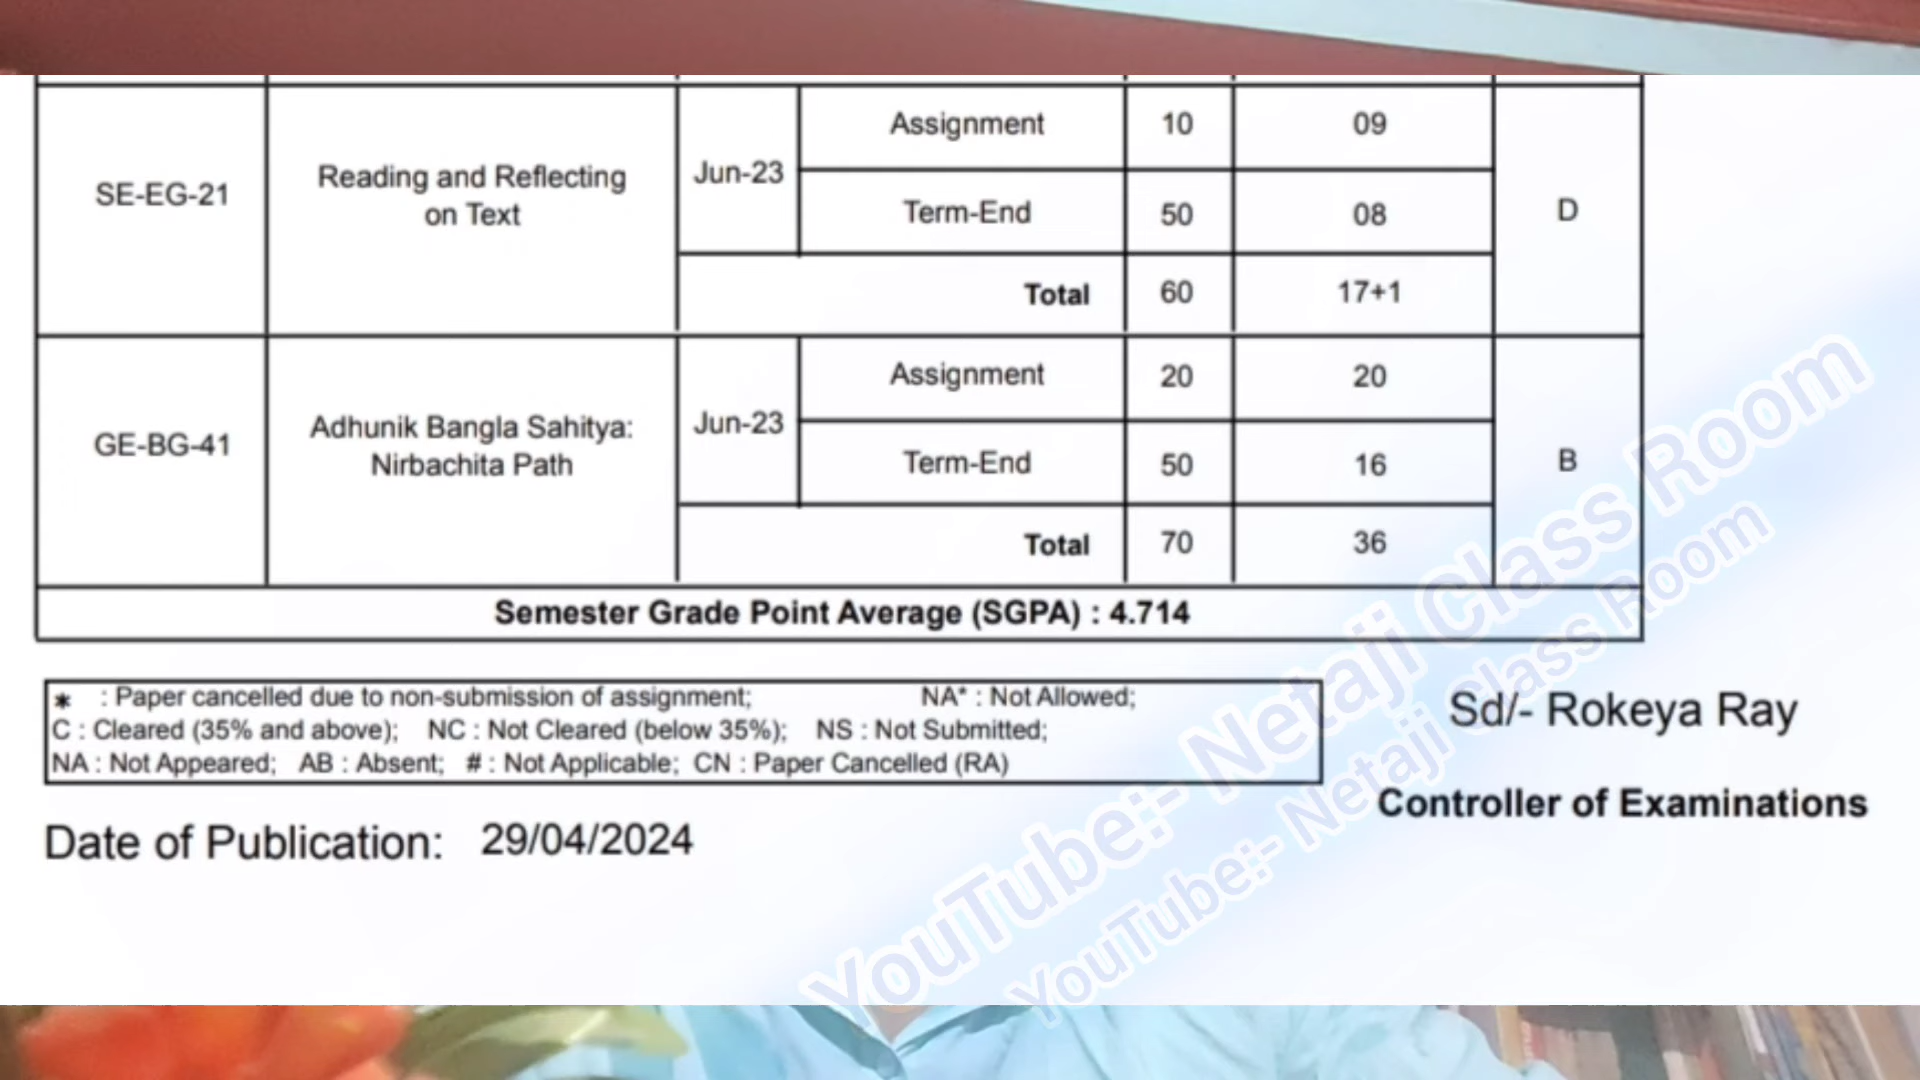 SE-EG-21
Reading and Reflecting
on Text
Jun-23
Assignment 10 09
Term-End 50 08
Total 60 17+1
D
GE-BG-41
Adhunik Bangla Sahitya:
Nirbachita Path
Jun-23
Assignment 20 20
Term-End 50 16
Total 70 36
B
Semester Grade Point Average (SGPA) : 4.714
* : Paper cancelled due to non-submission of assignment; NA* : Not Allowed;
C : Cleared (35% and above); NC : Not Cleared (below 35%); NS : Not Submitted;
NA : Not Appeared; AB : Absent; # : Not Applicable; CN : Paper Cancelled (RA)
Sd/- Rokeya Ray
Controller of Examinations
Date of Publication: 29/04/2024
YouTube:- Netaji Class Room
YouTube:- Netaji Class Room